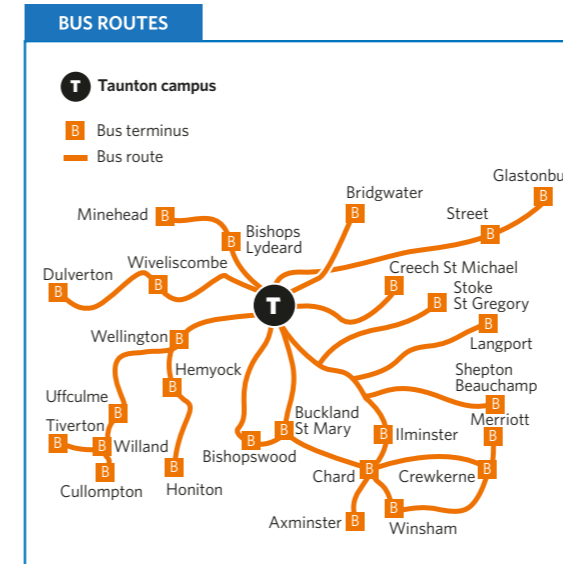 BUS ROUTES
T Taunton campus
B Bus terminus
Bus route
Glastonbu
Bridgwater
Minehead B
B
B
Street
B
B Bishops
Lydeard
Wiveliscombe
Dulverton
B
B
Creech St Michael
B
Stoke
St Gregory
B
T
Langport
B
Wellington B
Hemyock
B
Shepton
Beauchamp
B
Uffculme
B
Merriott
B
Buckland
St Mary
B
B Ilminster
Tiverton
B
B Willand
Bishopswood
B
Chard B
Crewkerne B
B
Cullompton
B
Honiton
Axminster B
B
Winsham